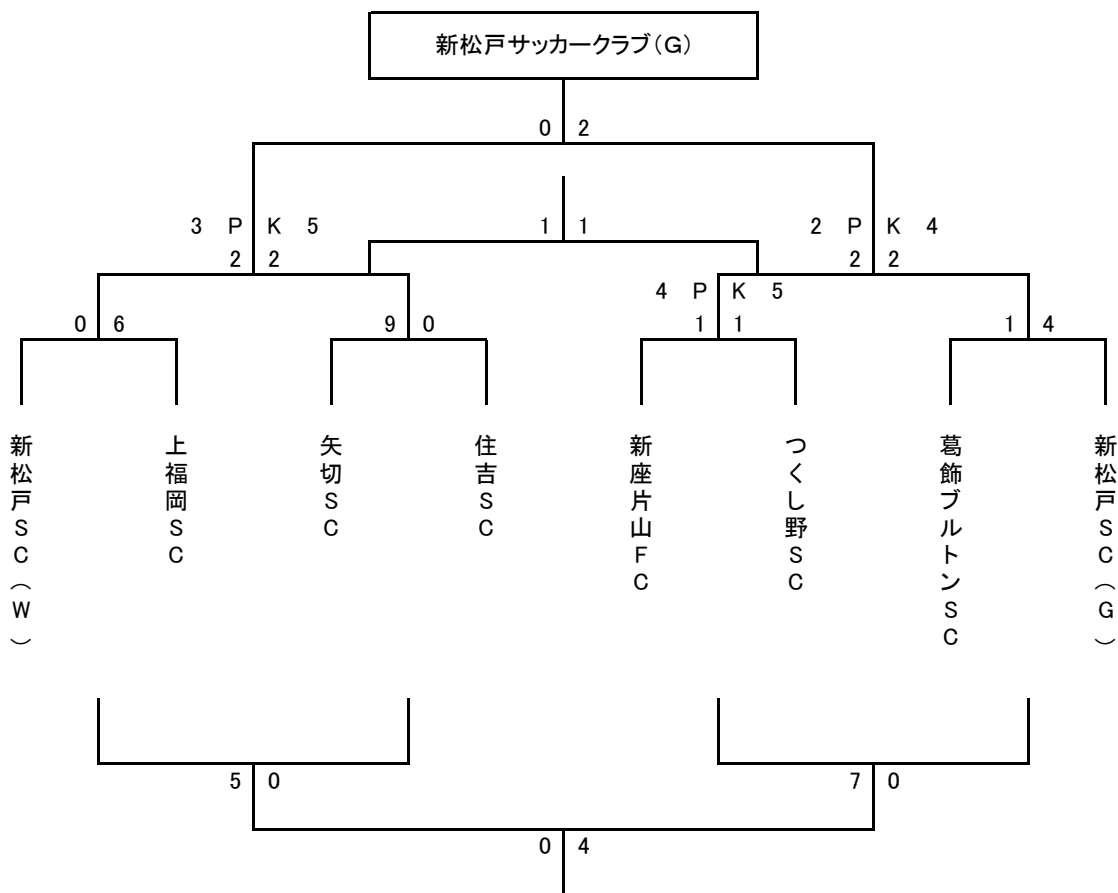 新松戸サッカークラブ(G)
0 2
3 P K 5
1 1
2 P K 4
2 2
2 2
4 P K 5
0 6
9 0
1 1
1 4
新松戸SC(W)
上福岡SC
矢切SC
住吉SC
新座片山FC
つくし野SC
葛飾ブルトンSC
新松戸SC(G)
5 0
7 0
0 4